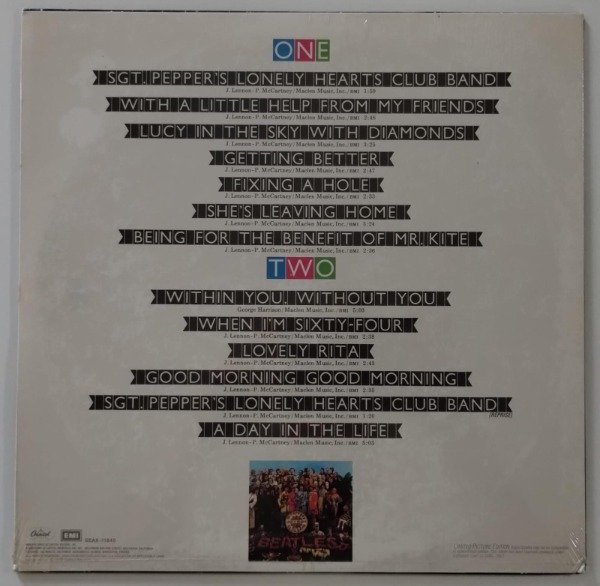 ONE
SGT. PEPPER'S LONELY HEARTS CLUB BAND
J. Lennon-P. McCartney/Maclen Music, Inc./BMI 1:59
WITH A LITTLE HELP FROM MY FRIENDS
J. Lennon-P. McCartney/Maclen Music, Inc./BMI 2:46
LUCY IN THE SKY WITH DIAMONDS
J. Lennon-P. McCartney/Maclen Music, Inc./BMI 3:25
GETTING BETTER
J. Lennon-P. McCartney/Maclen Music, Inc./BMI 2:47
FIXING A HOLE
J. Lennon-P. McCartney/Maclen Music, Inc./BMI 2:33
SHE'S LEAVING HOME
J. Lennon-P. McCartney/Maclen Music, Inc./BMI 3:24
BEING FOR THE BENEFIT OF MR. KITE
J. Lennon-P. McCartney/Maclen Music, Inc./BMI 2:36
TWO
WITHIN YOU, WITHOUT YOU
George Harrison/Maclen Music, Inc./BMI 5:03
WHEN I'M SIXTY-FOUR
J. Lennon-P. McCartney/Maclen Music, Inc./BMI 2:38
LOVELY RITA
J. Lennon-P. McCartney/Maclen Music, Inc./BMI 2:43
GOOD MORNING GOOD MORNING
J. Lennon-P. McCartney/Maclen Music, Inc./BMI 2:35
SGT. PEPPER'S LONELY HEARTS CLUB BAND
(REPRISE)
J. Lennon-P. McCartney/Maclen Music, Inc./BMI 1:20
A DAY IN THE LIFE
J. Lennon-P. McCartney/Maclen Music, Inc./BMI 5:03
BEATLES
Capitol EMI SEAX-11840
LIMITED PICTURE EDITION